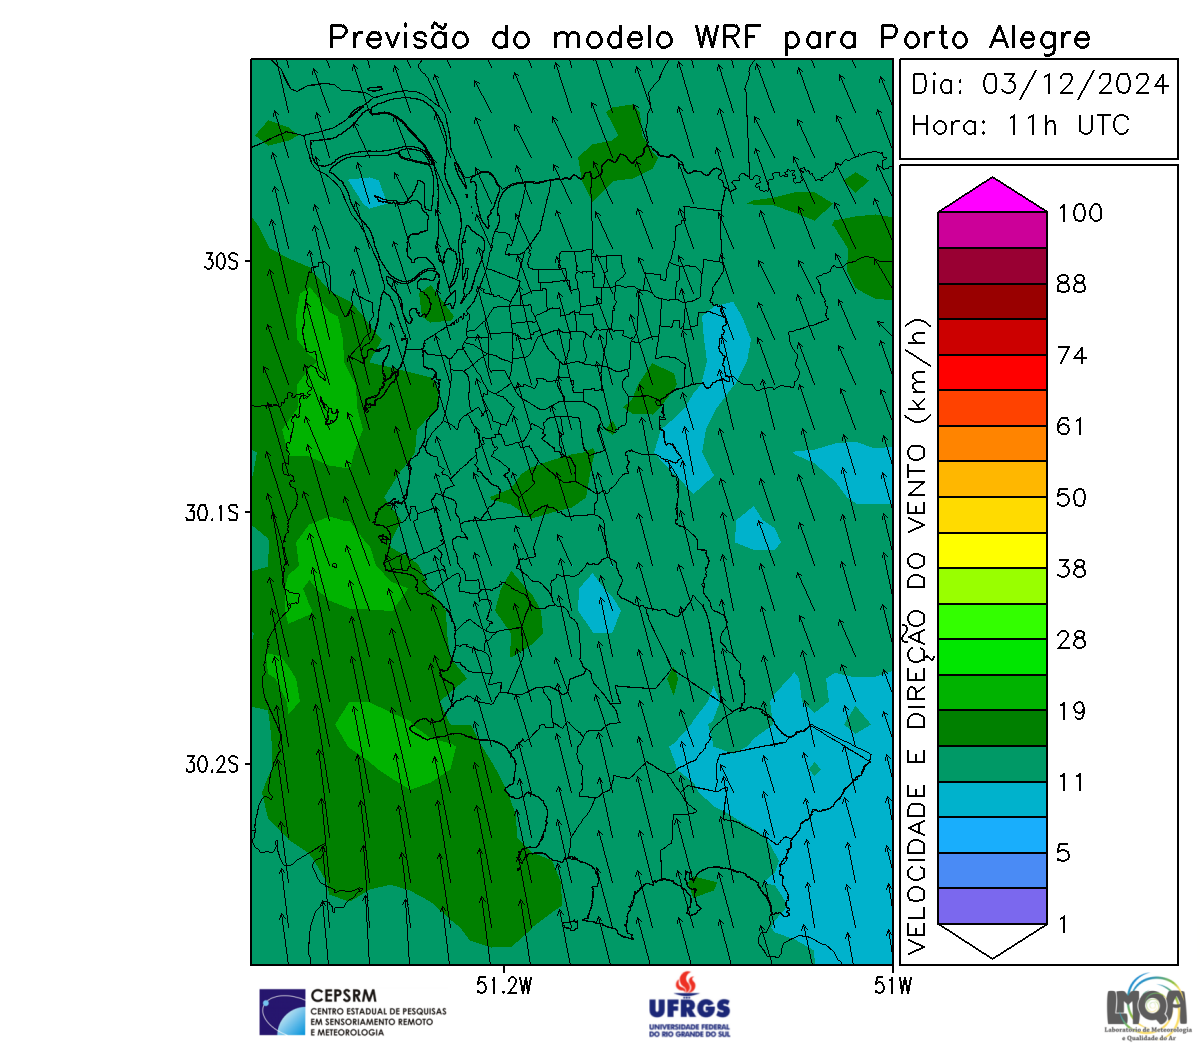 Previsão do modelo WRF para Porto Alegre
Dia: 03/12/2024
Hora: 11h UTC
100
88
74
61
50
38
28
19
11
5
1
VELOCIDADE E DIREÇÃO DO VENTO (km/h)
30S
30.1S
30.2S
51.2W
51W
CEPSRM
CENTRO ESTADUAL DE PESQUISAS
EM SENSORIAMENTO REMOTO
E METEOROLOGIA
UFRGS
UNIVERSIDADE FEDERAL
DO RIO GRANDE DO SUL
LMQA
Laboratório de Meteorologia
e Qualidade do Ar